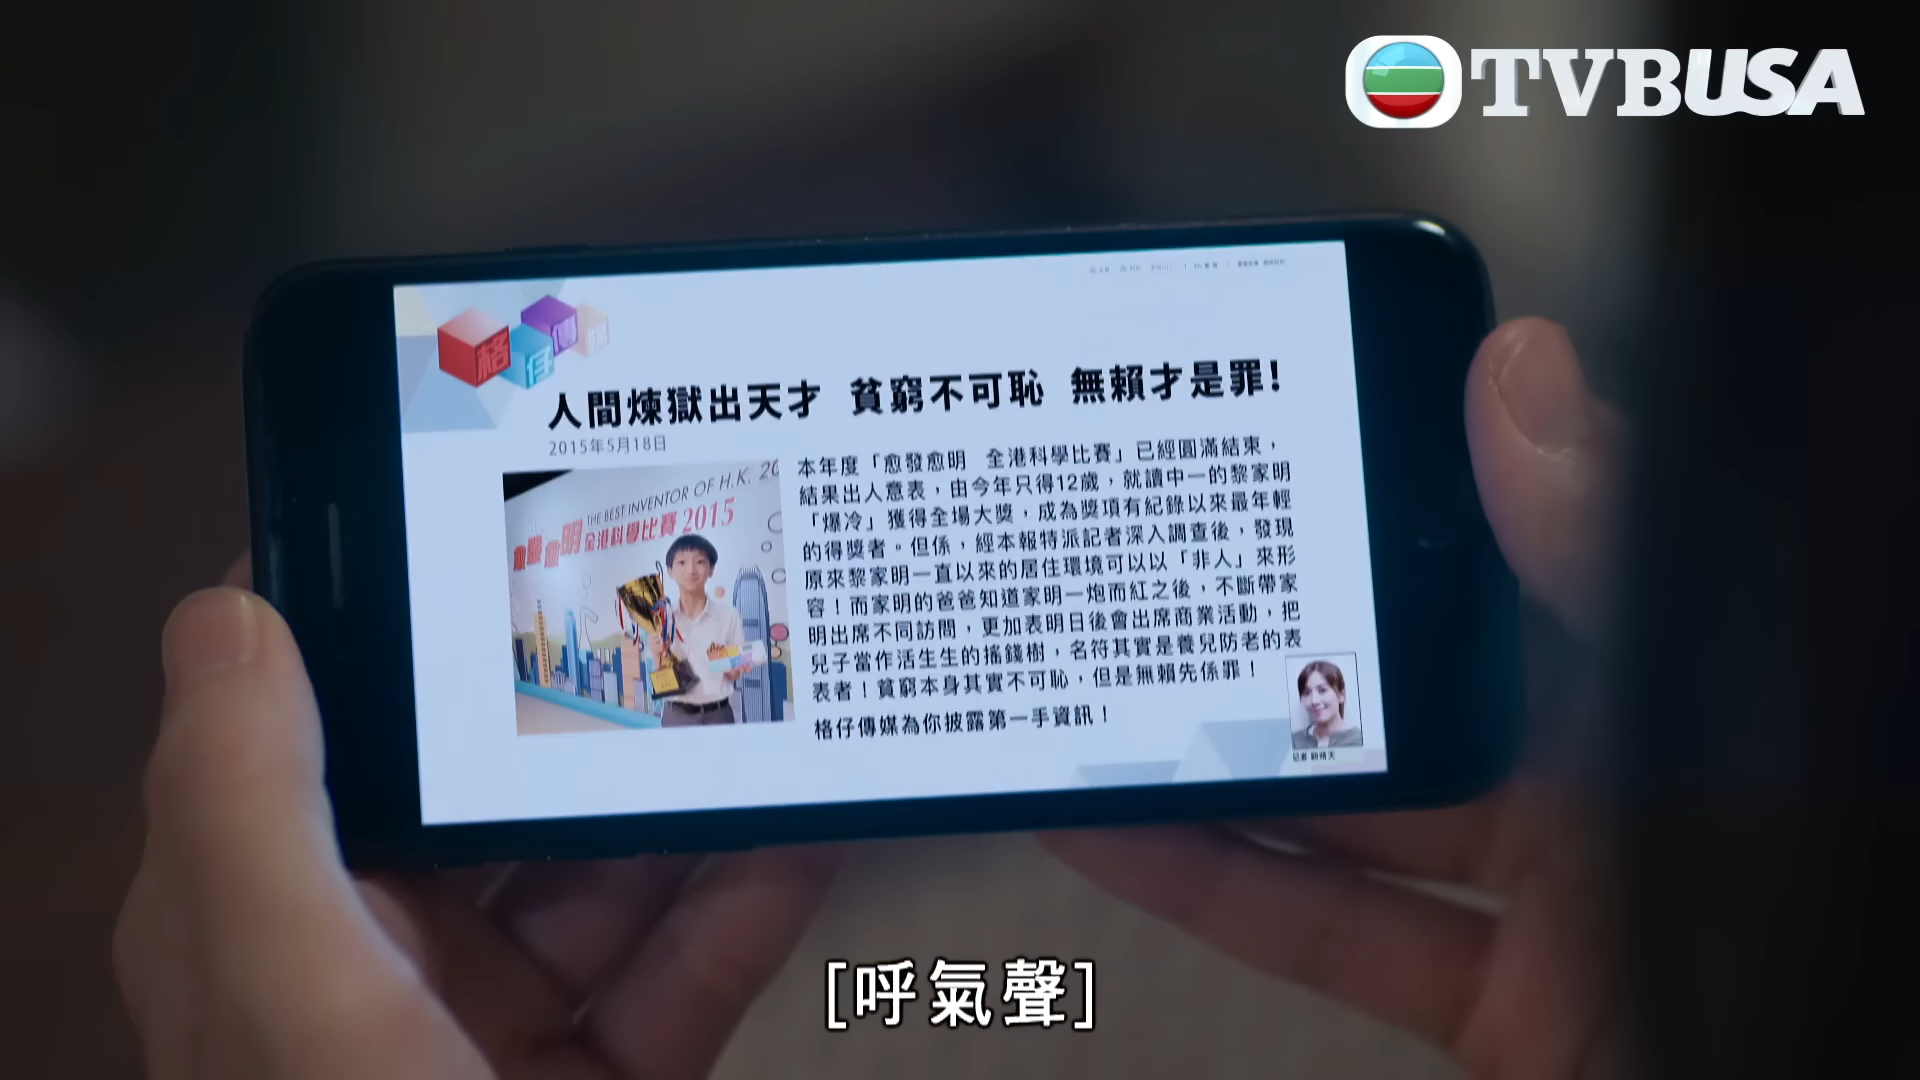 TVBUSA
格仔傳媒
人間煉獄出天才 貧窮不可恥 無賴才是罪!
2015年5月18日
THE BEST INVENTOR OF H.K. 20
愈發愈明 全港科學比賽 2015
本年度「愈發愈明 全港科學比賽」已經圓滿結束，
結果出人意表，由今年只得12歲，就讀中一的黎家明
「爆冷」獲得全場大獎，成為獎項有紀錄以來最年輕
的得獎者。但係，經本報特派記者深入調查後，發現
原來黎家明一直以來的居住環境可以以「非人」來形
容！而家明的爸爸知道家明一炮而紅之後，不斷帶家
明出席不同訪問，更加表明日後會出席商業活動，把
兒子當作活生生的搖錢樹，名符其實是養兒防老的表
表者！貧窮本身其實不可恥，但是無賴先係罪！
格仔傳媒為你披露第一手資訊！
記者
[呼氣聲]